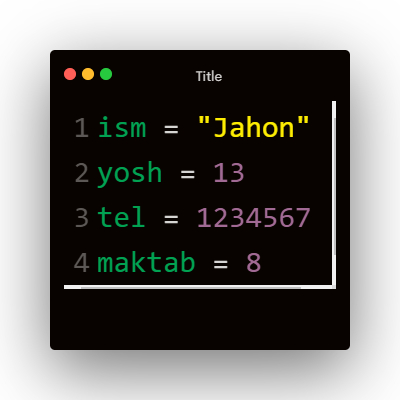 Title
1 ism = "Jahon"
2 yosh = 13
3 tel = 1234567
4 maktab = 8